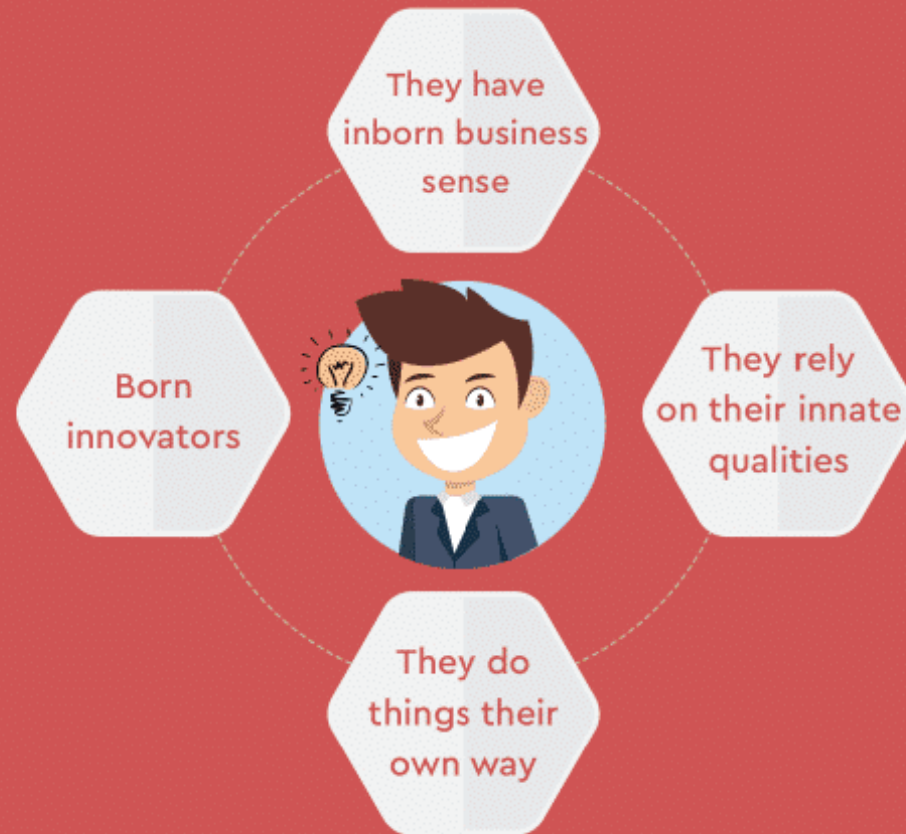 They have
inborn business
sense
Born
innovators
They rely
on their innate
qualities
They do
things their
own way